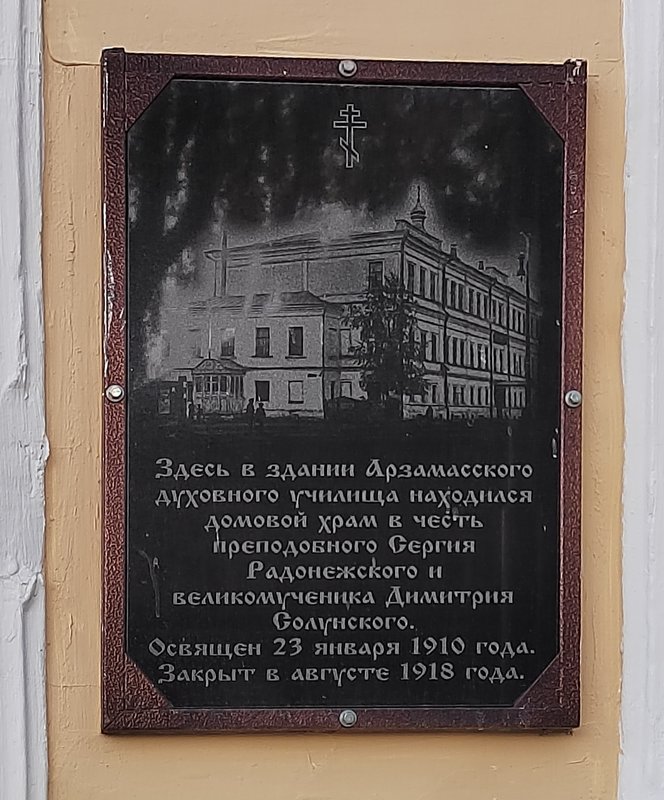 Здесь в здании Арзамасского
духовного училища находился
домовой храм в честь
преподобного Сергия
Радонежского и
великомученика Димитрия
Солунского.
Освящен 23 января 1910 года.
Закрыт в августе 1918 года.